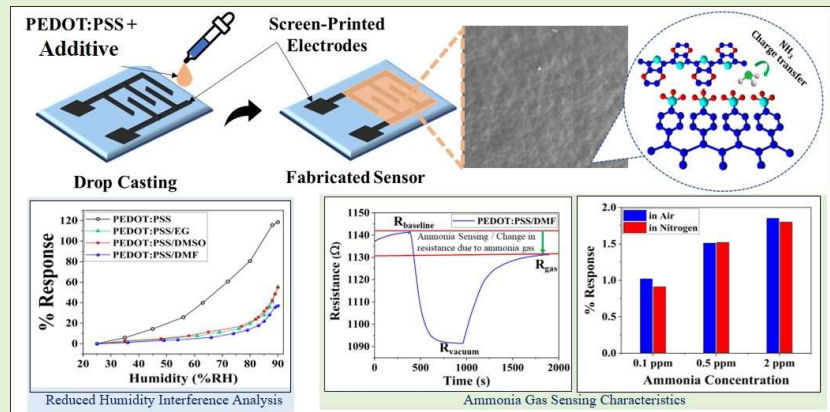 PEDOT:PSS +
Additive
Screen-Printed
Electrodes
Drop Casting
Fabricated Sensor
NH3
Charge transfer
% Response
120
100
80
60
40
20
0
PEDOT:PSS
PEDOT:PSS/EG
PEDOT:PSS/DMSO
PEDOT:PSS/DMF
20 30 40 50 60 70 80 90
Humidity (%RH)
Reduced Humidity Interference Analysis
Resistance (Ω)
1150
1140
1130
1120
1110
1100
1090
Rbaseline
PEDOT:PSS/DMF
Ammonia Sensing / Change in
resistance due to ammonia gas
Rgas
Rvacuum
0 500 1000 1500 2000
Time (s)
% Response
2.0
1.5
1.0
0.5
0.0
in Air
in Nitrogen
0.1 ppm 0.5 ppm 2 ppm
Ammonia Concentration
Ammonia Gas Sensing Characteristics